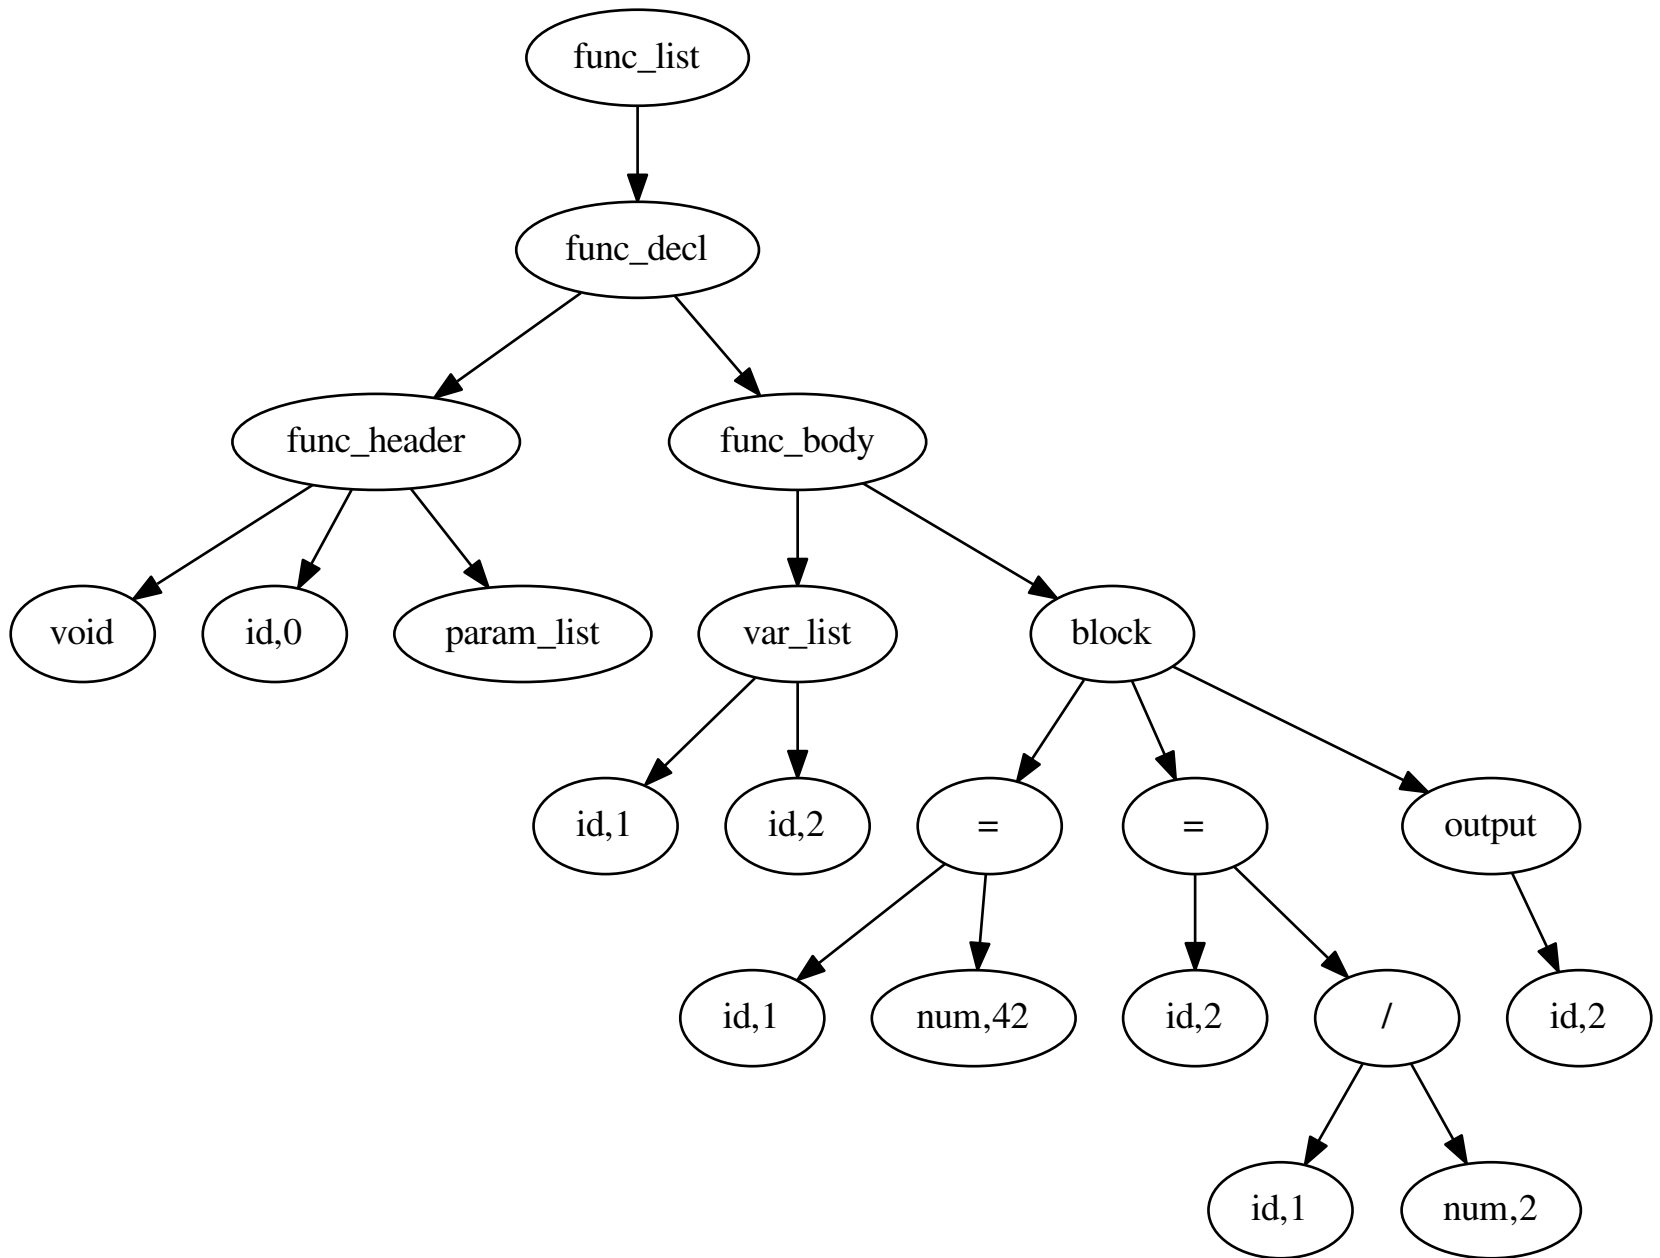 func_list
func_decl
func_header
func_body
void
id,0
param_list
var_list
block
id,1
id,2
=
=
output
id,1
num,42
id,2
/
id,2
id,1
num,2